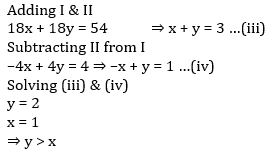 Adding I & II
18x + 18y = 54 ⇒ x + y = 3 ...(iii)
Subtracting II from I
−4x + 4y = 4 ⇒ −x + y = 1 ...(iv)
Solving (iii) & (iv)
y = 2
x = 1
⇒ y > x